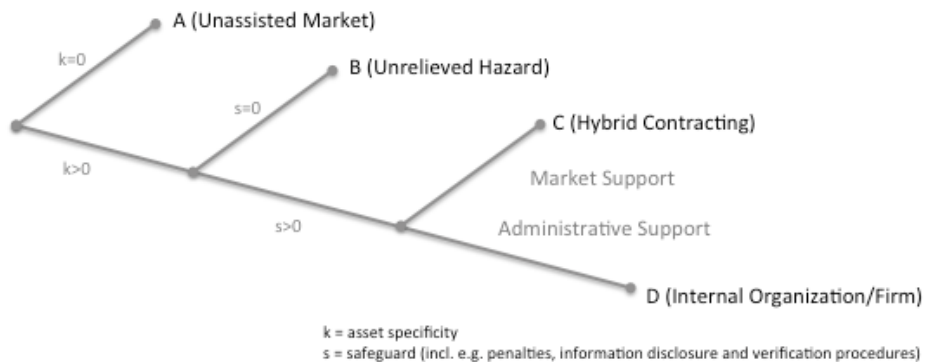 A (Unassisted Market)
k=0
B (Unrelieved Hazard)
s=0
C (Hybrid Contracting)
k>0
Market Support
s>0
Administrative Support
D (Internal Organization/Firm)
k = asset specificity
s = safeguard (incl. e.g. penalties, information disclosure and verification procedures)